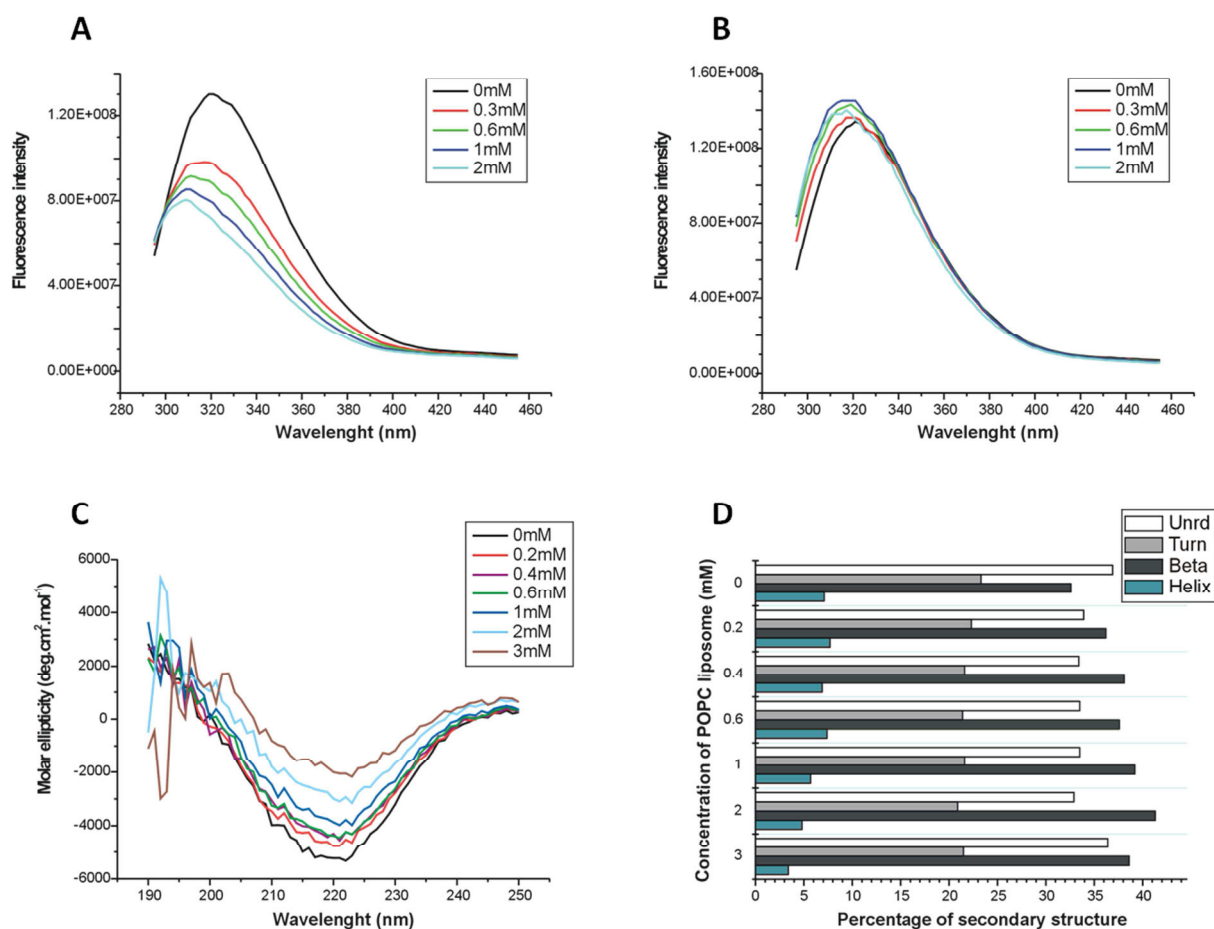 A
0mM
0.3mM
0.6mM
1mM
2mM
Fluorescence intensity
1.20E+008
8.00E+007
4.00E+007
0.00E+000
280 300 320 340 360 380 400 420 440 460
Wavelenght (nm)
B
0mM
0.3mM
0.6mM
1mM
2mM
Fluorescence intensity
1.60E+008
1.20E+008
8.00E+007
4.00E+007
0.00E+000
280 300 320 340 360 380 400 420 440 460
Wavelenght (nm)
C
0mM
0.2mM
0.4mM
0.6mM
1mM
2mM
3mM
Molar ellipticity (deg.cm².mol⁻¹)
6000
4000
2000
0
-2000
-4000
-6000
190 200 210 220 230 240 250
Wavelenght (nm)
D
Unrd
Turn
Beta
Helix
Concentration of POPC liposome (mM)
0
0.2
0.4
0.6
1
2
3
0 5 10 15 20 25 30 35 40
Percentage of secondary structure